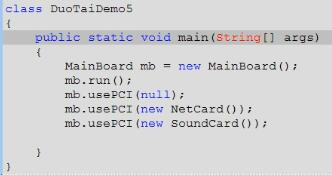 class DuoTaiDemo5
{
    public static void main(String[] args)
    {
        MainBoard mb = new MainBoard();
        mb.run();
        mb.usePCI(null);
        mb.usePCI(new NetCard());
        mb.usePCI(new SoundCard());

    }
}